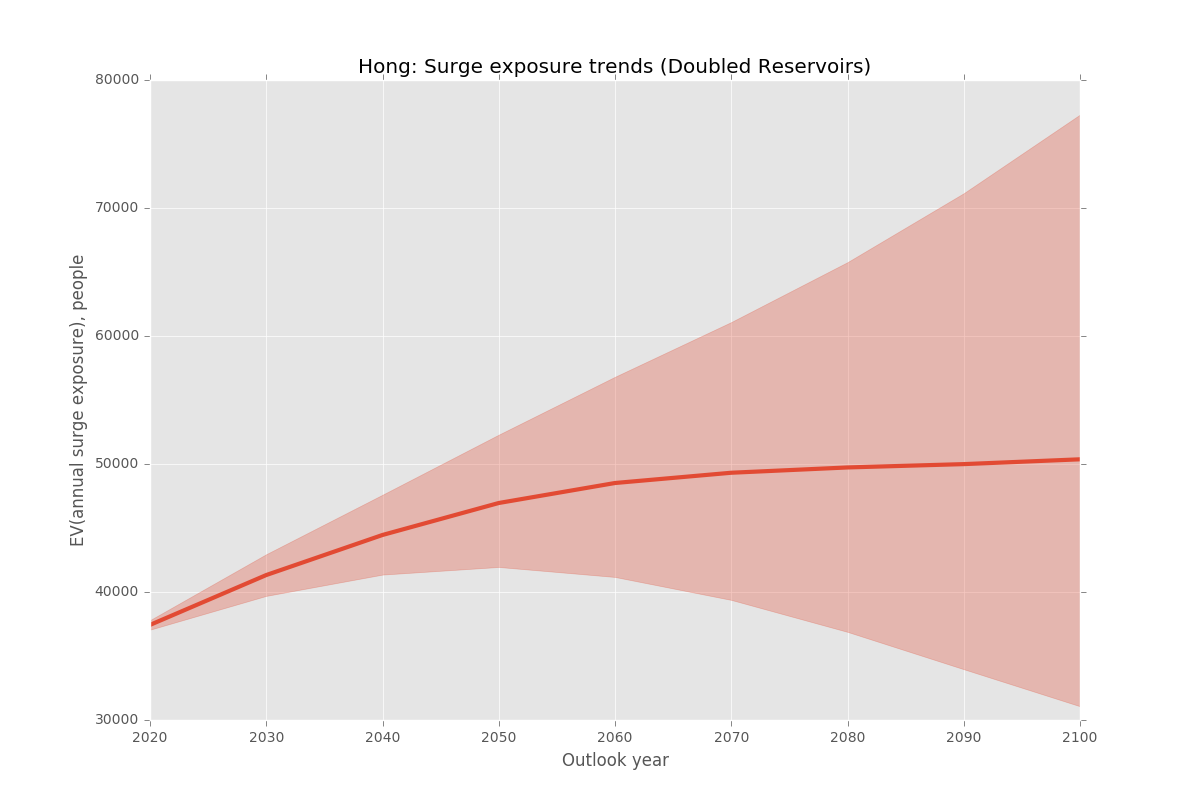 Hong: Surge exposure trends (Doubled Reservoirs)
80000
70000
60000
50000
40000
30000
EV(annual surge exposure), people
2020 2030 2040 2050 2060 2070 2080 2090 2100
Outlook year